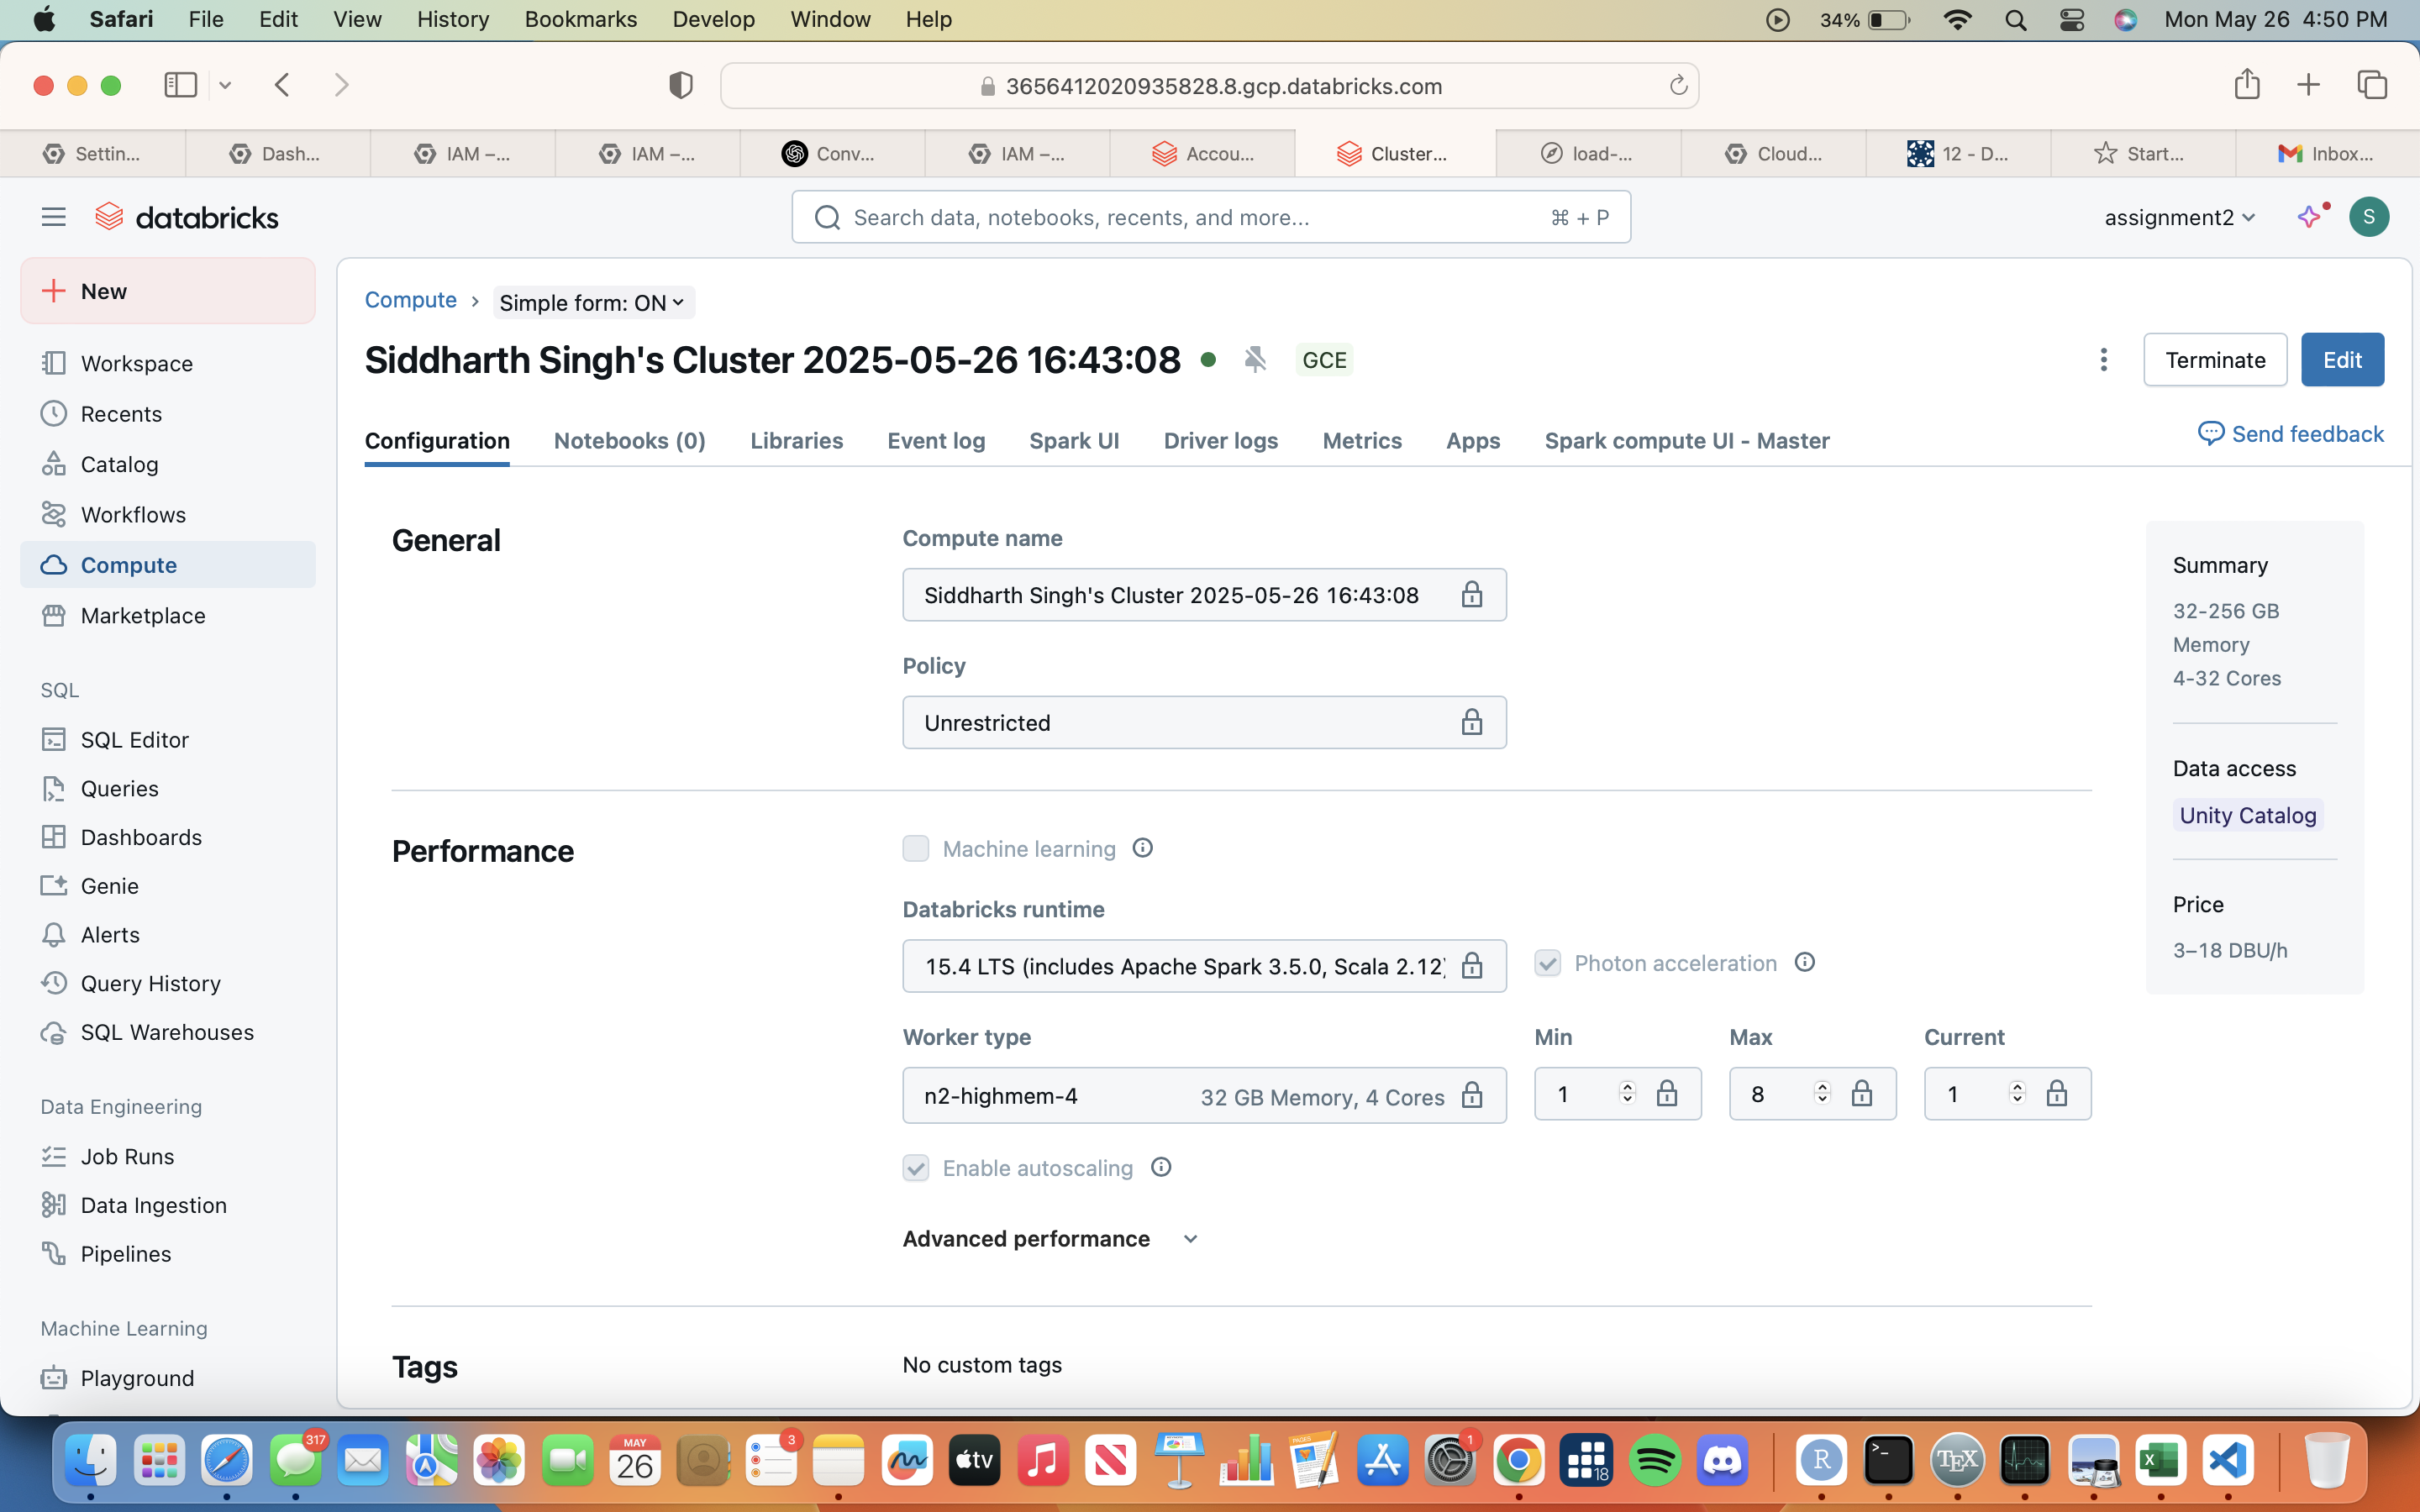 Safari File Edit View History Bookmarks Develop Window Help 34% Mon May 26 4:50 PM
3656412020935828.8.gcp.databricks.com
Settin... Dash... IAM –... IAM –... Conv... IAM –... Accou... Cluster... load-... Cloud... 12 - D... Start... Inbox...
databricks
Search data, notebooks, recents, and more... ⌘ + P
assignment2
S
New
Workspace
Recents
Catalog
Workflows
Compute
Marketplace
SQL
SQL Editor
Queries
Dashboards
Genie
Alerts
Query History
SQL Warehouses
Data Engineering
Job Runs
Data Ingestion
Pipelines
Machine Learning
Playground
Compute › Simple form: ON
Siddharth Singh's Cluster 2025-05-26 16:43:08 GCE
Terminate Edit
Configuration Notebooks (0) Libraries Event log Spark UI Driver logs Metrics Apps Spark compute UI - Master
Send feedback
General
Compute name
Siddharth Singh's Cluster 2025-05-26 16:43:08
Policy
Unrestricted
Performance
Machine learning
Databricks runtime
15.4 LTS (includes Apache Spark 3.5.0, Scala 2.12)
Photon acceleration
Worker type Min Max Current
n2-highmem-4 32 GB Memory, 4 Cores 1 8 1
Enable autoscaling
Advanced performance
Tags
No custom tags
Summary
32-256 GB
Memory
4-32 Cores
Data access
Unity Catalog
Price
3–18 DBU/h
317
MAY
26
3
tv
1
18
R
TEX
X